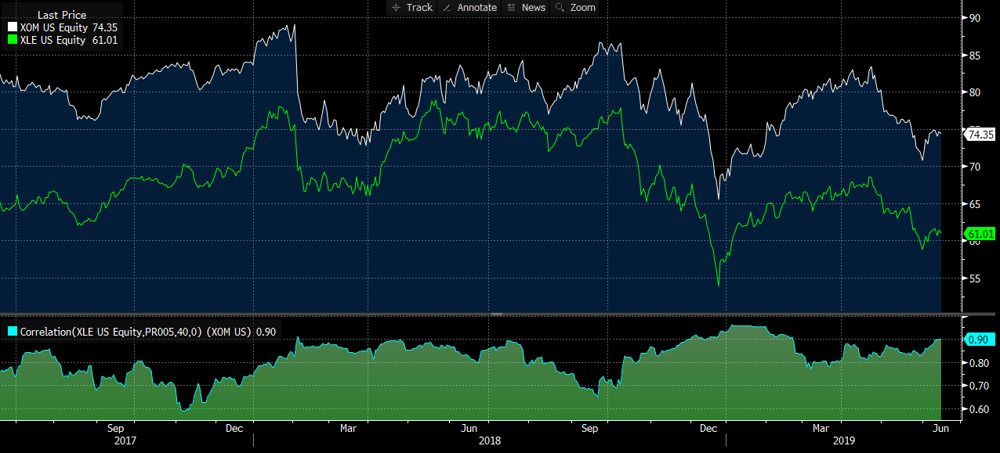 Track Annotate News Zoom
Last Price
XOM US Equity 74.35
XLE US Equity 61.01
90
85
80
75
74.35
70
65
61.01
60
55
Correlation(XLE US Equity,PR005,40,0) (XOM US) 0.90
0.90
0.80
0.70
0.60
Sep Dec Mar Jun Sep Dec Mar Jun
2017 2018 2019